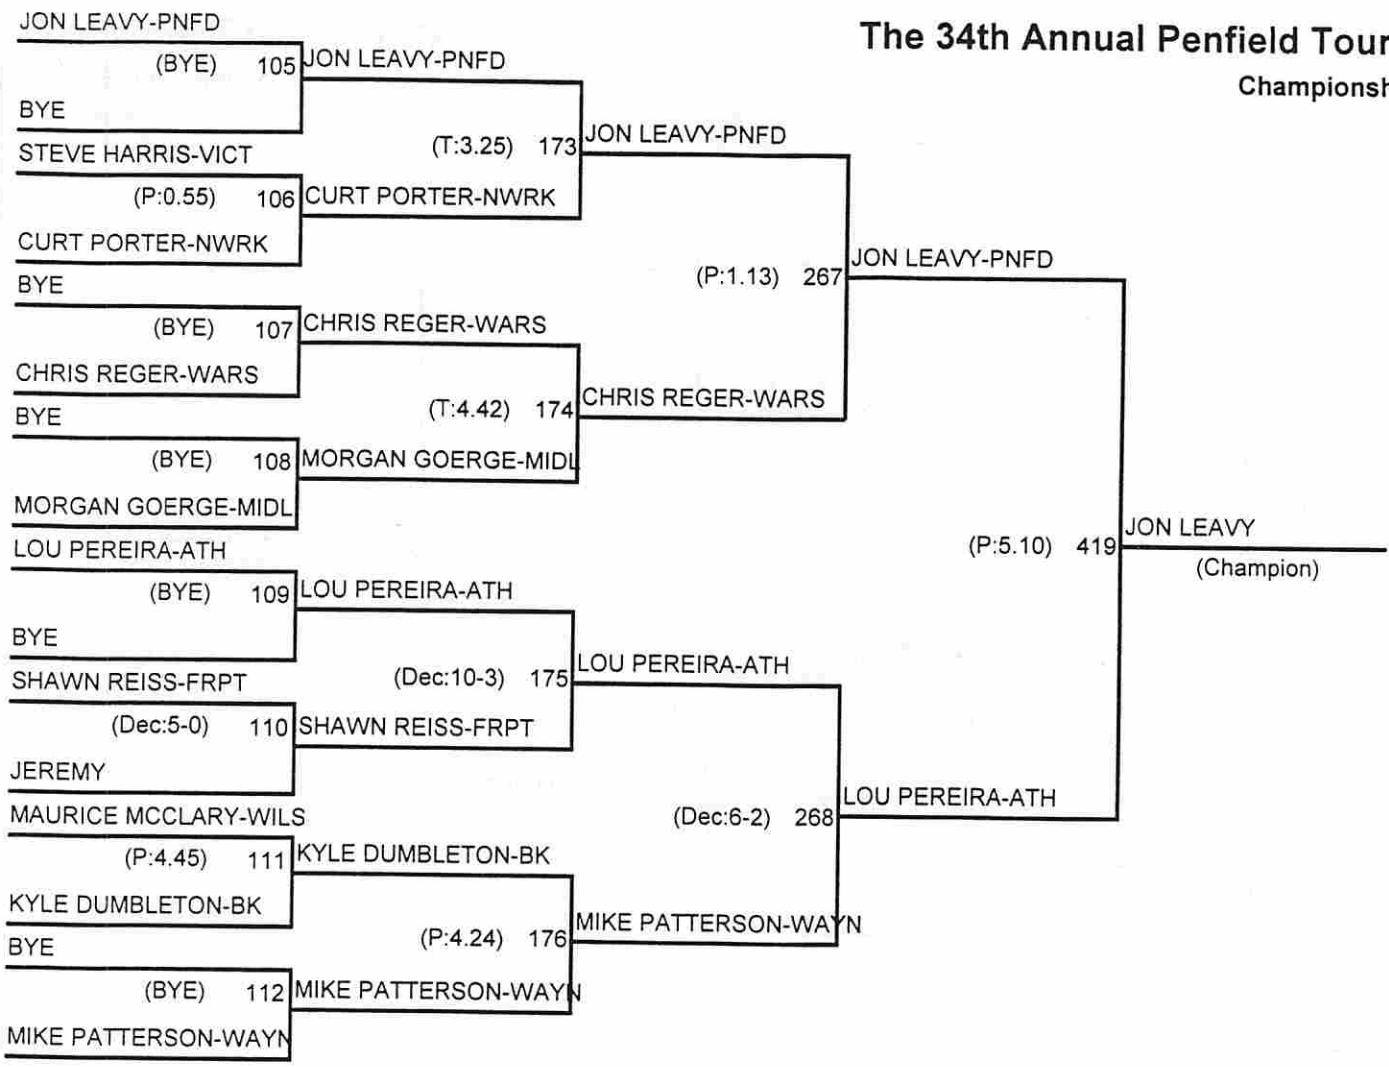 The 34th Annual Penfield Tour
Championsh
JON LEAVY-PNFD
(BYE) 105
BYE
STEVE HARRIS-VICT
(P:0.55) 106
CURT PORTER-NWRK
BYE
(BYE) 107
CHRIS REGER-WARS
BYE
(BYE) 108
MORGAN GOERGE-MIDL
LOU PEREIRA-ATH
(BYE) 109
BYE
SHAWN REISS-FRPT
(Dec:5-0) 110
JEREMY
MAURICE MCCLARY-WILS
(P:4.45) 111
KYLE DUMBLETON-BK
BYE
(BYE) 112
MIKE PATTERSON-WAYN
JON LEAVY-PNFD
(T:3.25) 173
CURT PORTER-NWRK
CHRIS REGER-WARS
(T:4.42) 174
MORGAN GOERGE-MIDL
LOU PEREIRA-ATH
(Dec:10-3) 175
SHAWN REISS-FRPT
KYLE DUMBLETON-BK
(P:4.24) 176
MIKE PATTERSON-WAYN
JON LEAVY-PNFD
(P:1.13) 267
CHRIS REGER-WARS
LOU PEREIRA-ATH
(Dec:6-2) 268
MIKE PATTERSON-WAYN
JON LEAVY-PNFD
(P:5.10) 419
LOU PEREIRA-ATH
JON LEAVY
(Champion)